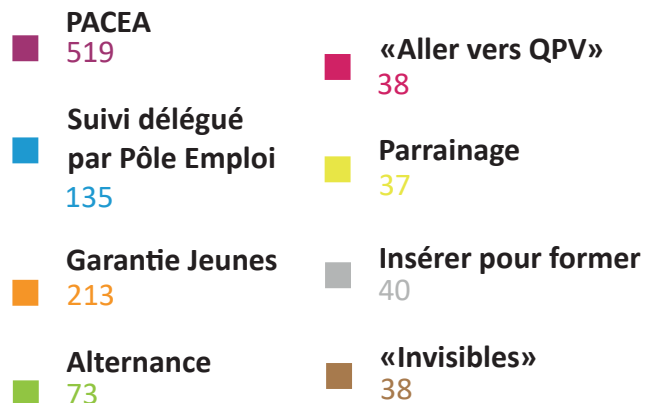 PACEA
519
Suivi délégué
par Pôle Emploi
135
Garantie Jeunes
213
Alternance
73
«Aller vers QPV»
38
Parrainage
37
Insérer pour former
40
«Invisibles»
38